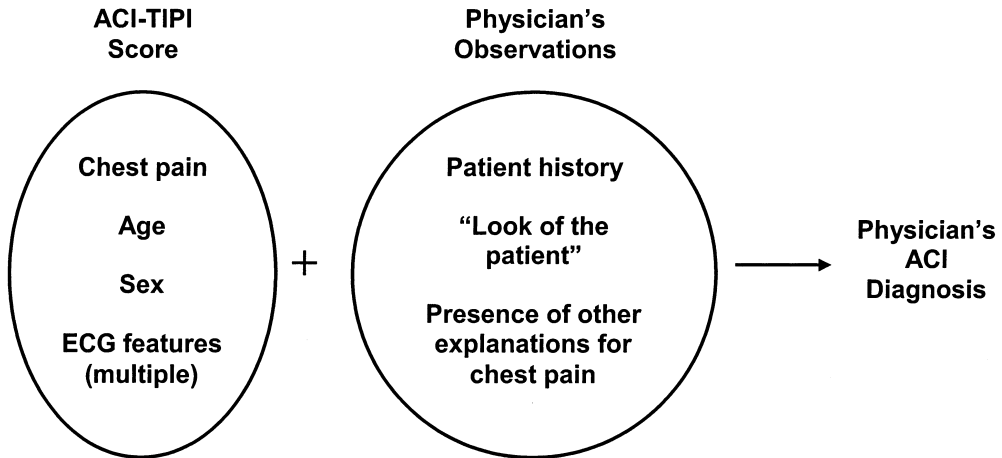 ACI-TIPI
Score
Physician’s
Observations
Chest pain
Age
Sex
ECG features
(multiple)
+
Patient history
“Look of the
patient”
Presence of other
explanations for
chest pain
Physician’s
ACI
Diagnosis